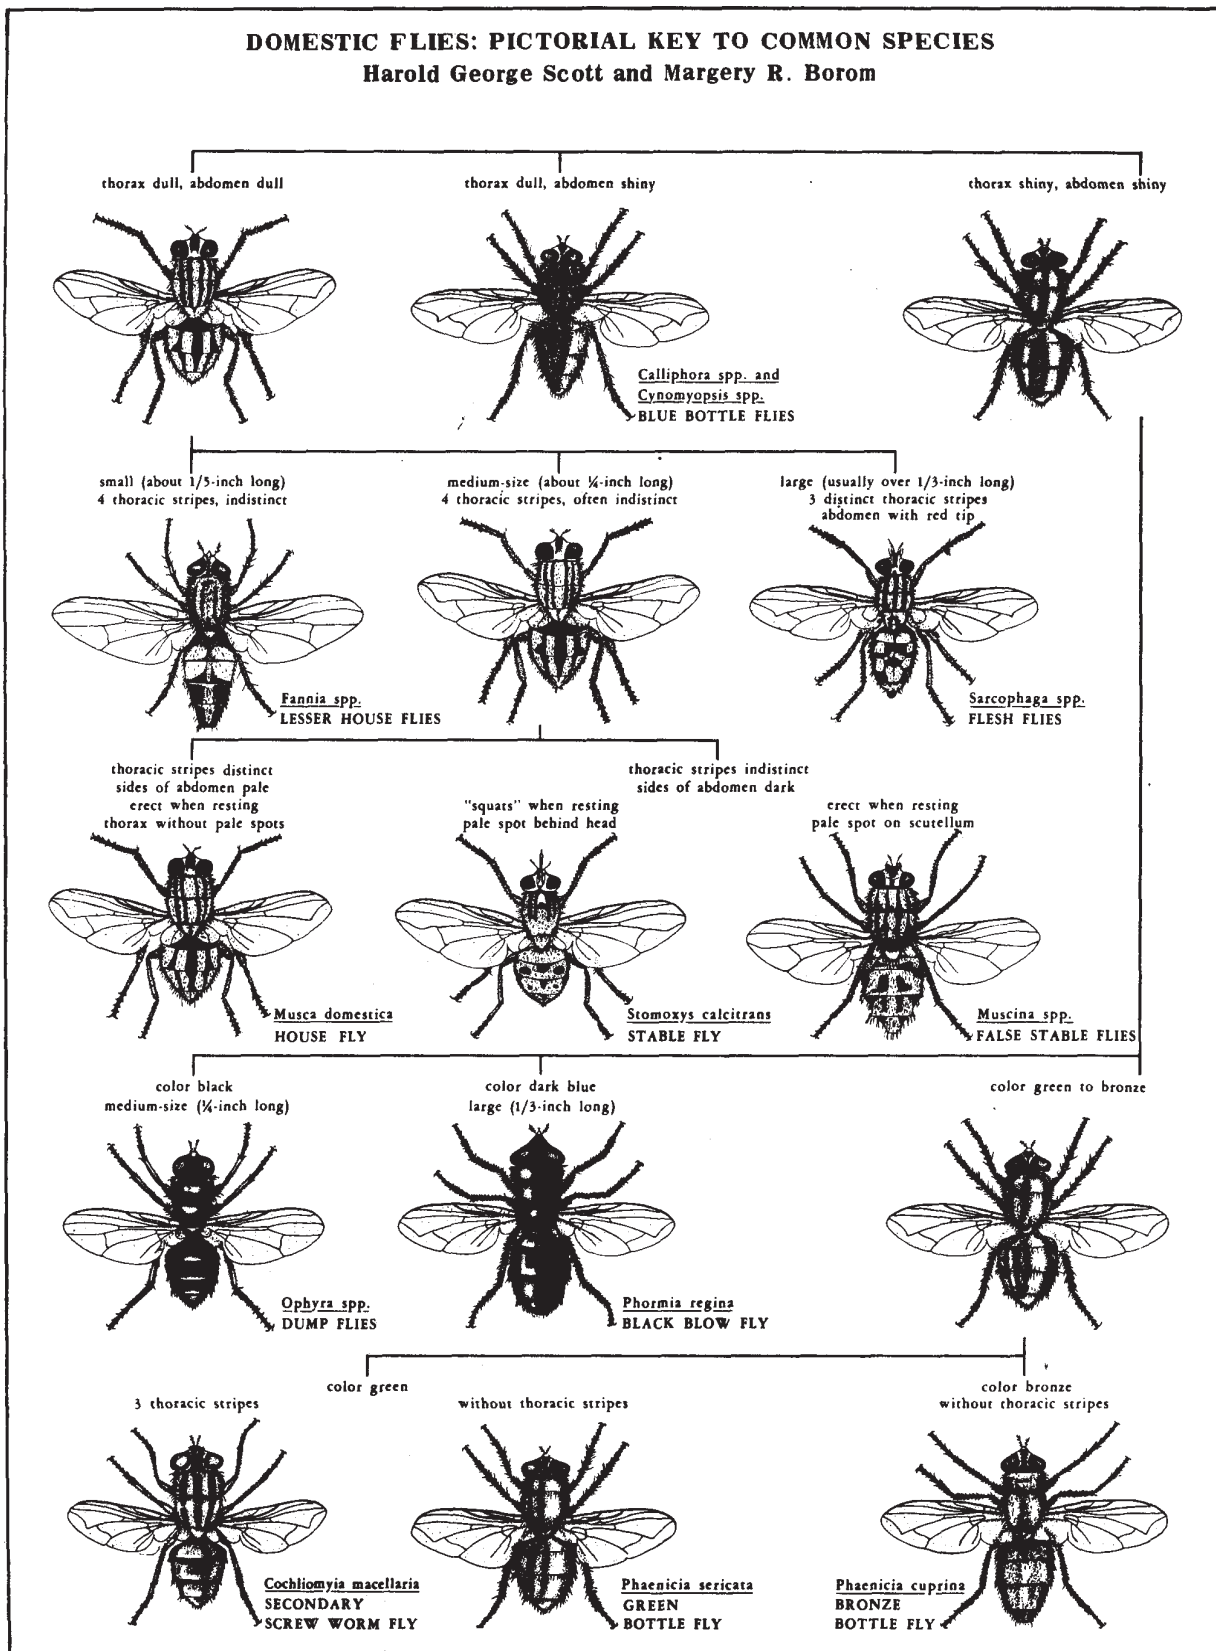 DOMESTIC FLIES: PICTORIAL KEY TO COMMON SPECIES
Harold George Scott and Margery R. Borom
thorax dull, abdomen dull
thorax dull, abdomen shiny
thorax shiny, abdomen shiny
Calliphora spp. and
Cynomyopsis spp.
BLUE BOTTLE FLIES
small (about 1/5-inch long)
4 thoracic stripes, indistinct
medium-size (about ¼-inch long)
4 thoracic stripes, often indistinct
large (usually over 1/3-inch long)
3 distinct thoracic stripes
abdomen with red tip
Fannia spp.
LESSER HOUSE FLIES
Sarcophaga spp.
FLESH FLIES
thoracic stripes distinct
sides of abdomen pale
erect when resting
thorax without pale spots
thoracic stripes indistinct
sides of abdomen dark
"squats" when resting
pale spot behind head
erect when resting
pale spot on scutellum
Musca domestica
HOUSE FLY
Stomoxys calcitrans
STABLE FLY
Muscina spp.
FALSE STABLE FLIES
color black
medium-size (¼-inch long)
color dark blue
large (1/3-inch long)
color green to bronze
Ophyra spp.
DUMP FLIES
Phormia regina
BLACK BLOW FLY
color green
3 thoracic stripes
without thoracic stripes
color bronze
without thoracic stripes
Cochliomyia macellaria
SECONDARY
SCREW WORM FLY
Phaenicia sericata
GREEN
BOTTLE FLY
Phaenicia cuprina
BRONZE
BOTTLE FLY